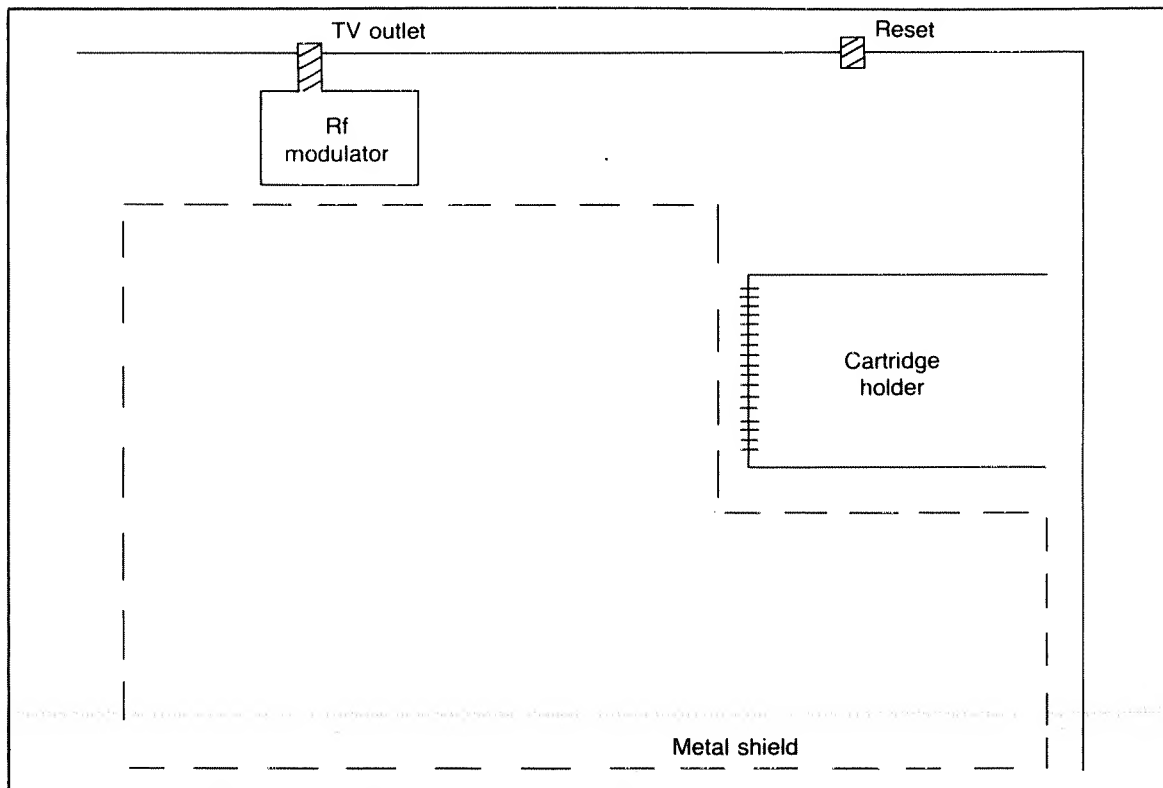 TV outlet
Reset
Rf
modulator
Cartridge
holder
Metal shield